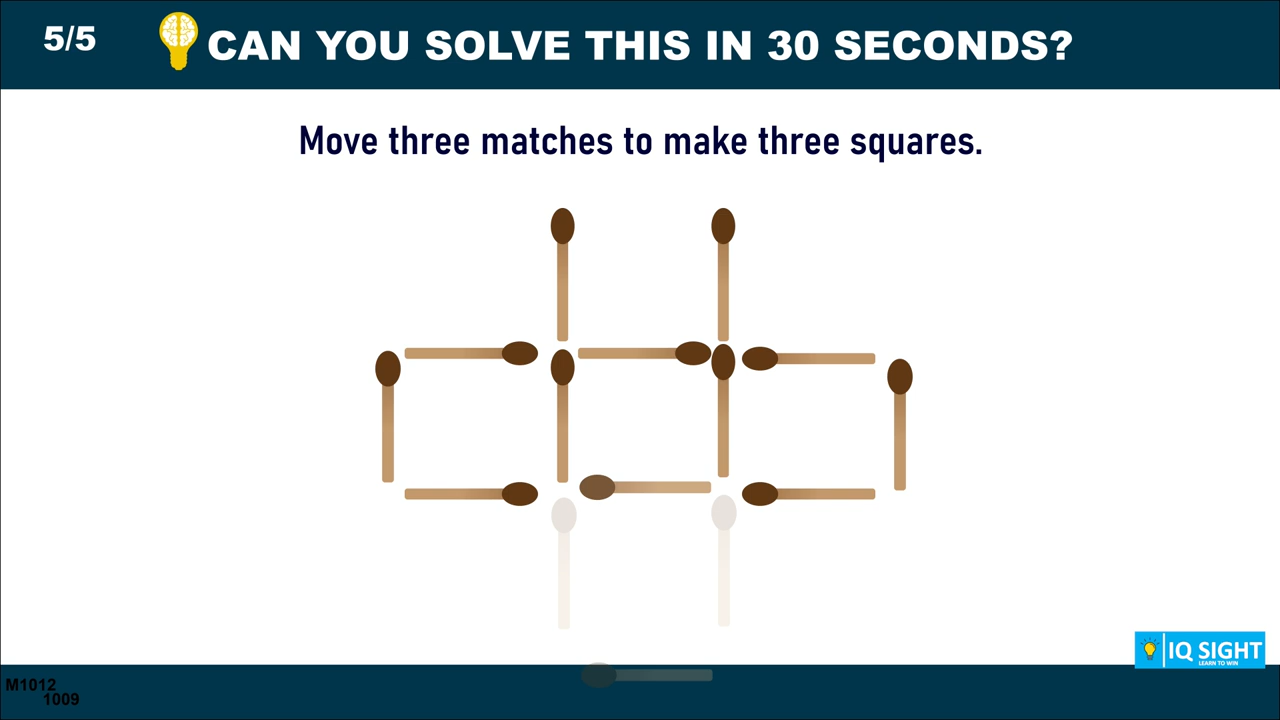 5/5
CAN YOU SOLVE THIS IN 30 SECONDS?
Move three matches to make three squares.
IQ SIGHT
LEARN TO WIN
M1012
1009